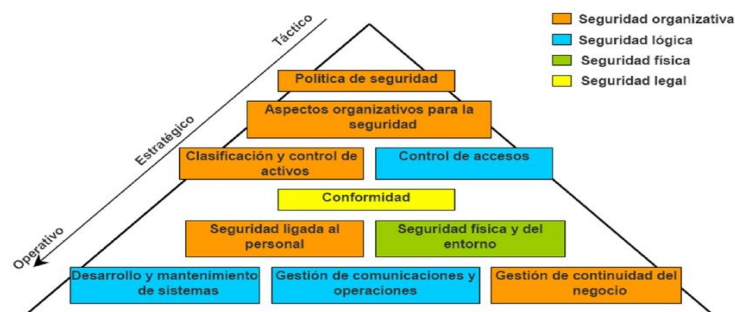 Táctico
Estratégico
Operativo
Seguridad organizativa
Seguridad lógica
Seguridad física
Seguridad legal
Política de seguridad
Aspectos organizativos para la
seguridad
Clasificación y control de
activos
Control de accesos
Conformidad
Seguridad ligada al
personal
Seguridad física y del
entorno
Desarrollo y mantenimiento
de sistemas
Gestión de comunicaciones y
operaciones
Gestión de continuidad del
negocio